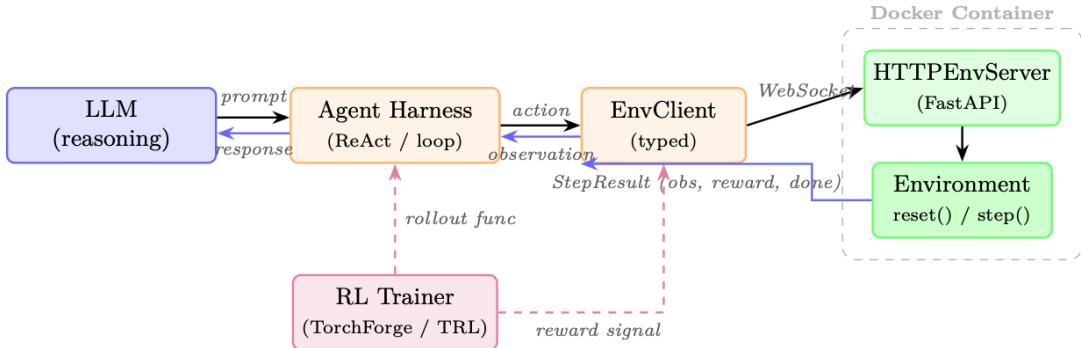 Docker Container
HTTPEnvServer
(FastAPI)
LLM
(reasoning)
prompt
response
Agent Harness
(ReAct / loop)
action
observation
EnvClient
(typed)
WebSocket
StepResult (obs, reward, done)
Environment
reset() / step()
rollout func
RL Trainer
(TorchForge / TRL)
reward signal